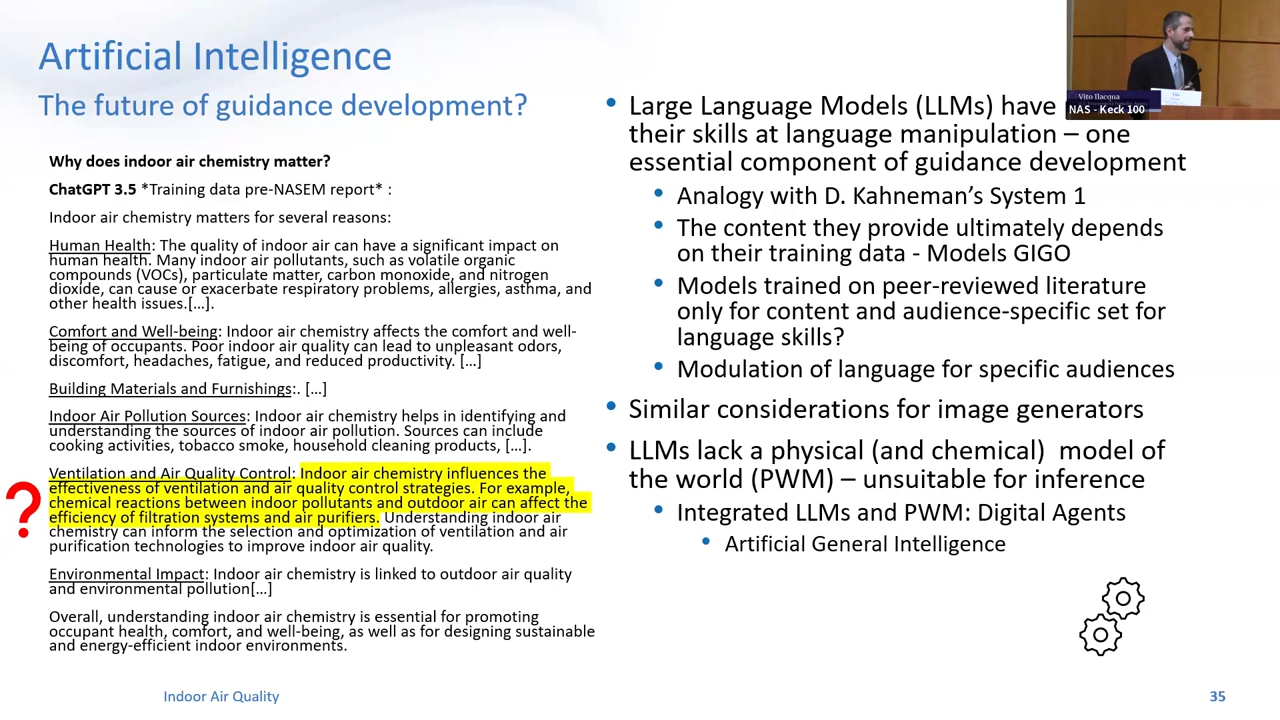 Artificial Intelligence
The future of guidance development?
Why does indoor air chemistry matter?
ChatGPT 3.5 *Training data pre-NASEM report* :
Indoor air chemistry matters for several reasons:
Human Health: The quality of indoor air can have a significant impact on
human health. Many indoor air pollutants, such as volatile organic
compounds (VOCs), particulate matter, carbon monoxide, and nitrogen
dioxide, can cause or exacerbate respiratory problems, allergies, asthma, and
other health issues.[…].
Comfort and Well-being: Indoor air chemistry affects the comfort and well-
being of occupants. Poor indoor air quality can lead to unpleasant odors,
discomfort, headaches, fatigue, and reduced productivity. […]
Building Materials and Furnishings:. […]
Indoor Air Pollution Sources: Indoor air chemistry helps in identifying and
understanding the sources of indoor air pollution. Sources can include
cooking activities, tobacco smoke, household cleaning products, […].
Ventilation and Air Quality Control: Indoor air chemistry influences the
effectiveness of ventilation and air quality control strategies. For example,
chemical reactions between indoor pollutants and outdoor air can affect the
efficiency of filtration systems and air purifiers. Understanding indoor air
chemistry can inform the selection and optimization of ventilation and air
purification technologies to improve indoor air quality.
?
Environmental Impact: Indoor air chemistry is linked to outdoor air quality
and environmental pollution[…]
Overall, understanding indoor air chemistry is essential for promoting
occupant health, comfort, and well-being, as well as for designing sustainable
and energy-efficient indoor environments.
• Large Language Models (LLMs) have
their skills at language manipulation – one
essential component of guidance development
• Analogy with D. Kahneman's System 1
• The content they provide ultimately depends
on their training data - Models GIGO
• Models trained on peer-reviewed literature
only for content and audience-specific set for
language skills?
• Modulation of language for specific audiences
• Similar considerations for image generators
• LLMs lack a physical (and chemical) model of
the world (PWM) – unsuitable for inference
• Integrated LLMs and PWM: Digital Agents
• Artificial General Intelligence
Vito Ilacqua
NAS - Keck 100
Indoor Air Quality
35